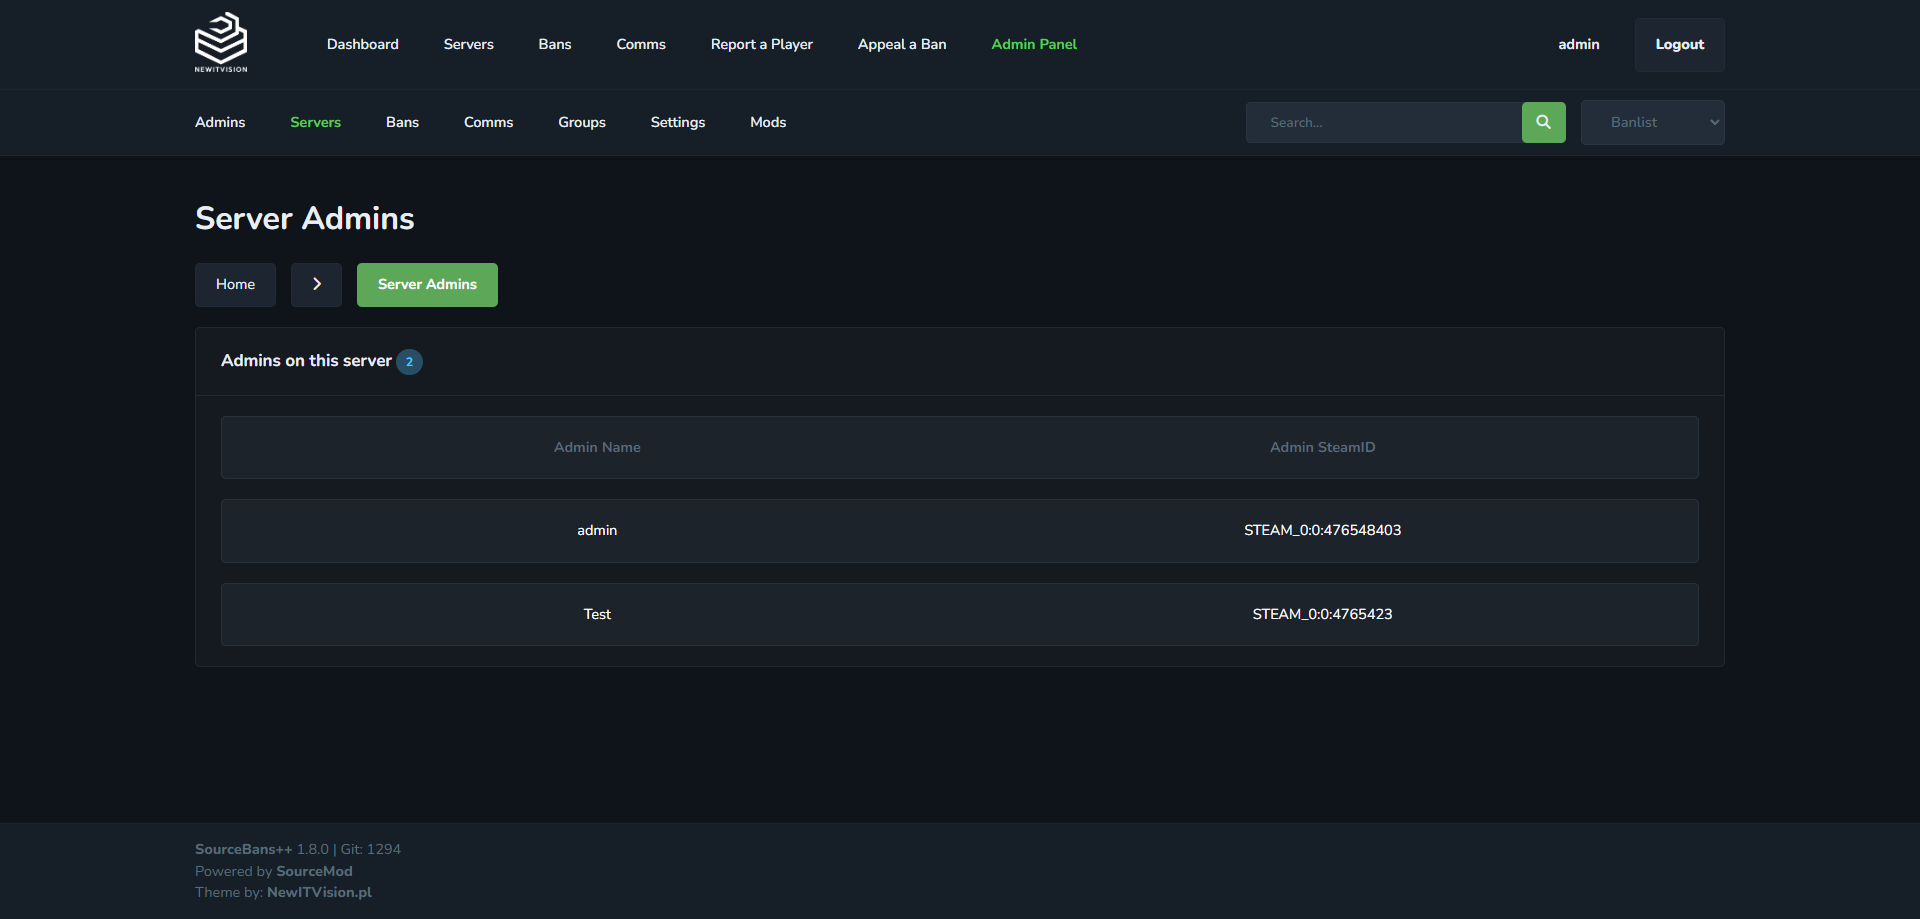 NEWITVISION
Dashboard Servers Bans Comms Report a Player Appeal a Ban Admin Panel admin Logout
Admins Servers Bans Comms Groups Settings Mods Search... Banlist
Server Admins
Home Server Admins
Admins on this server 2
Admin Name Admin SteamID
admin STEAM_0:0:476548403
Test STEAM_0:0:4765423
SourceBans++ 1.8.0 | Git: 1294
Powered by SourceMod
Theme by: NewITVision.pl